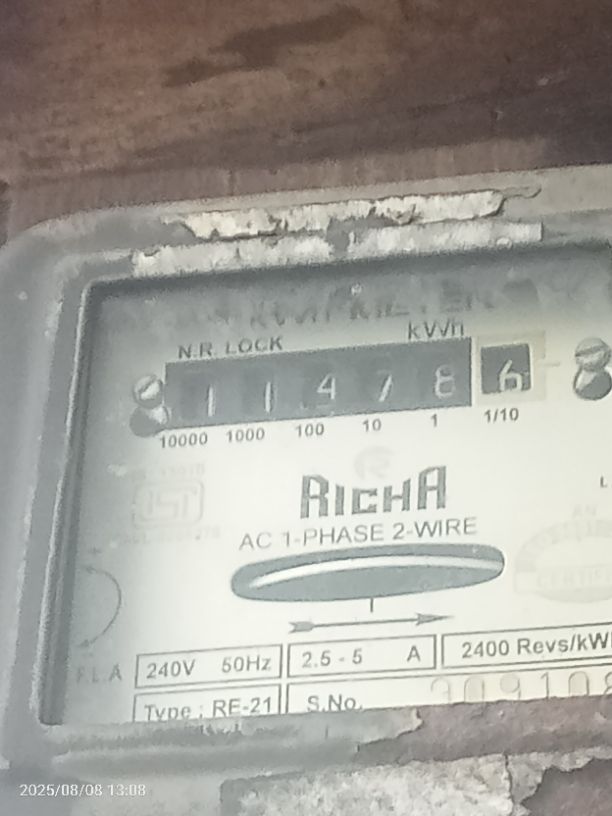 kWh
N.R. LOCK
1 1 4 7 8 6
10000 1000 100 10 1 1/10
RICHA
AC 1-PHASE 2-WIRE
F.L.A
240V 50Hz
2.5 - 5 A
2400 Revs/kW
Type : RE-21
S.No.
2025/08/08 13:08